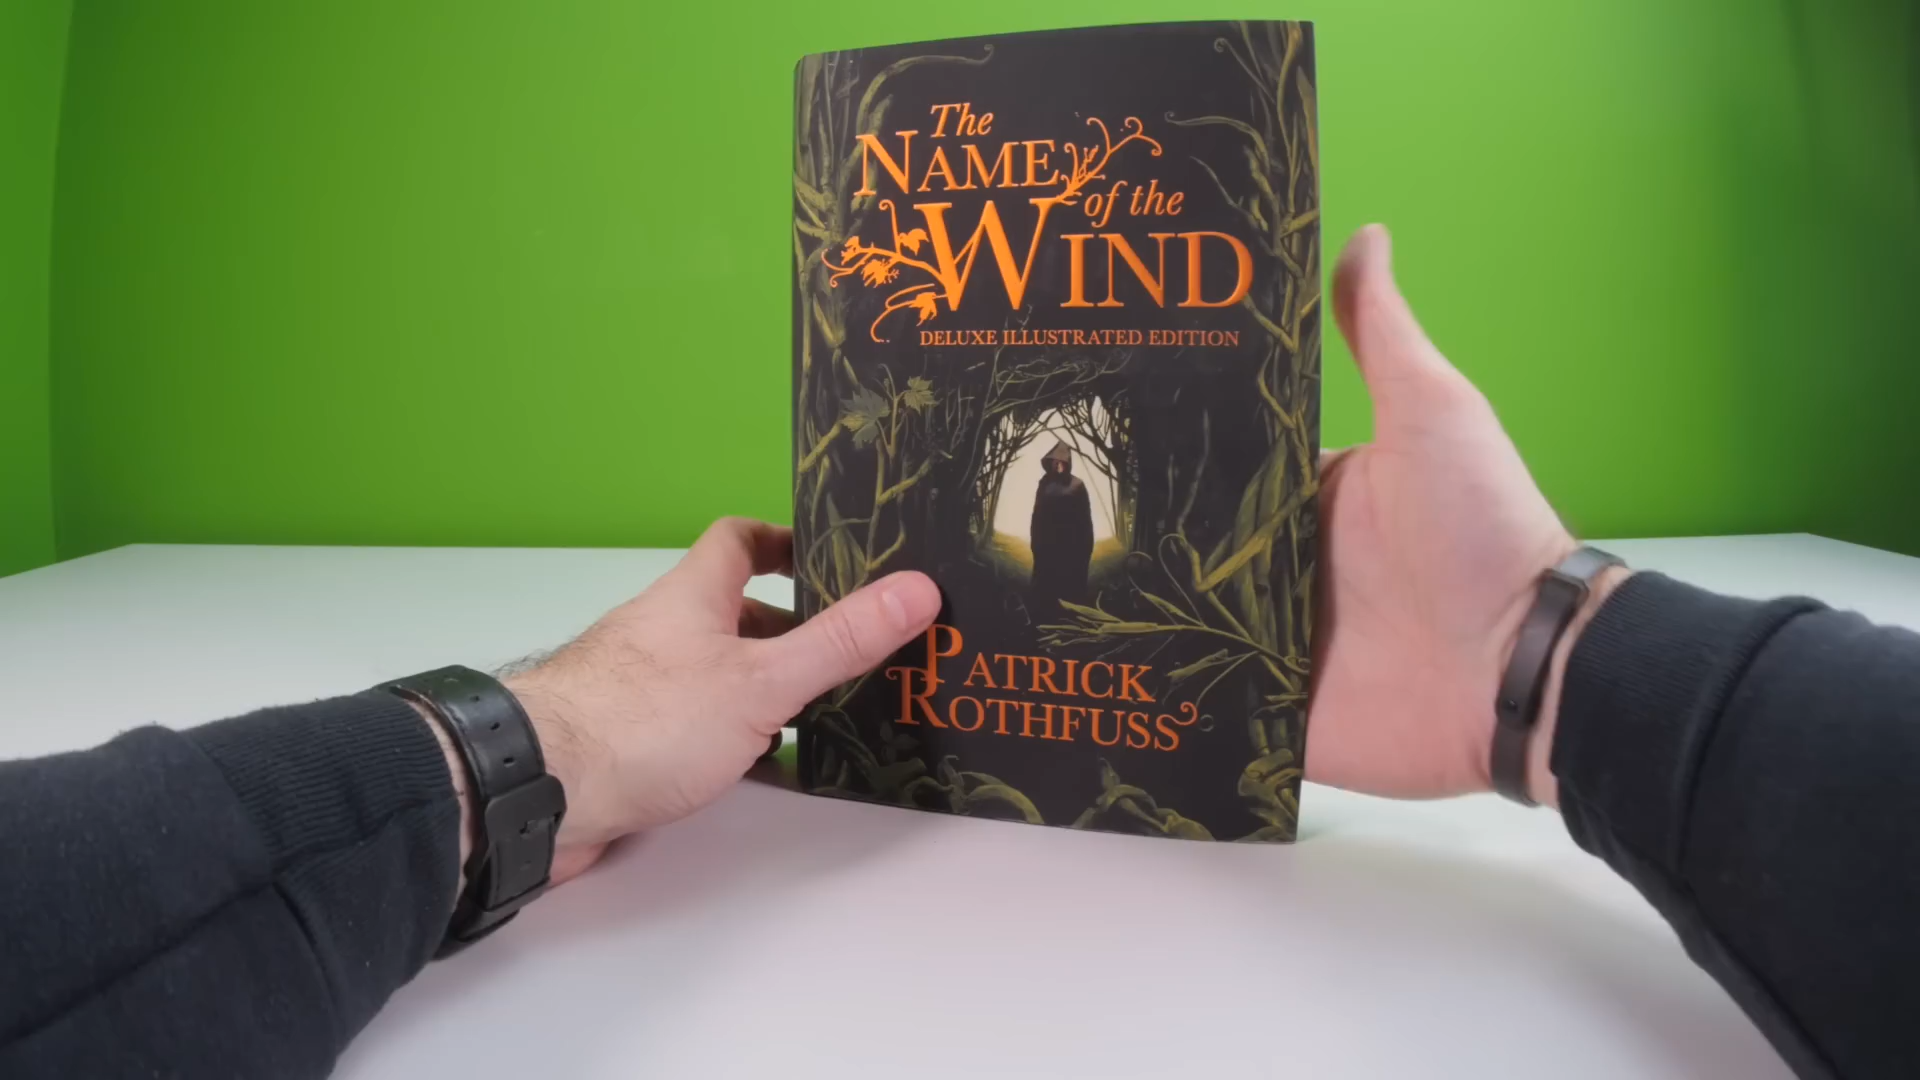 The
NAME
of the
WIND
DELUXE ILLUSTRATED EDITION
PATRICK
ROTHFUSS